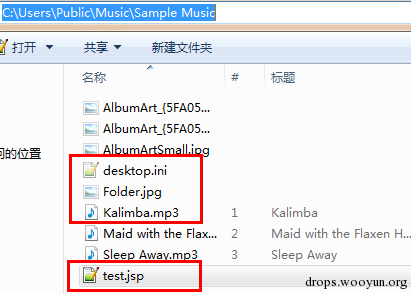 C:\Users\Public\Music\Sample Music
打开 共享 新建文件夹
名称 # 标题
AlbumArt_{5FA05...
AlbumArt_{5FA05...
AlbumArtSmall.jpg
问的位置
desktop.ini
Folder.jpg
Kalimba.mp3 1 Kalimba
Maid with the Flax... 2 Maid with the Flaxen H...
Sleep Away.mp3 3 Sleep Away
test.jsp
drops.wooyun.org